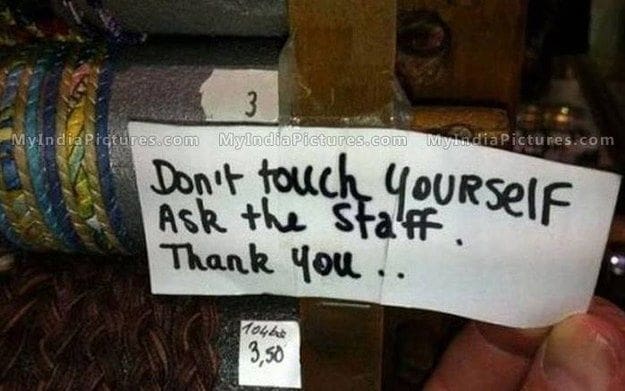 3
MyIndiaPictures.com MyIndiaPictures.com MyIndiaPictures.com
Don't touch yourself
Ask the Staff.
Thank you ..
3,50